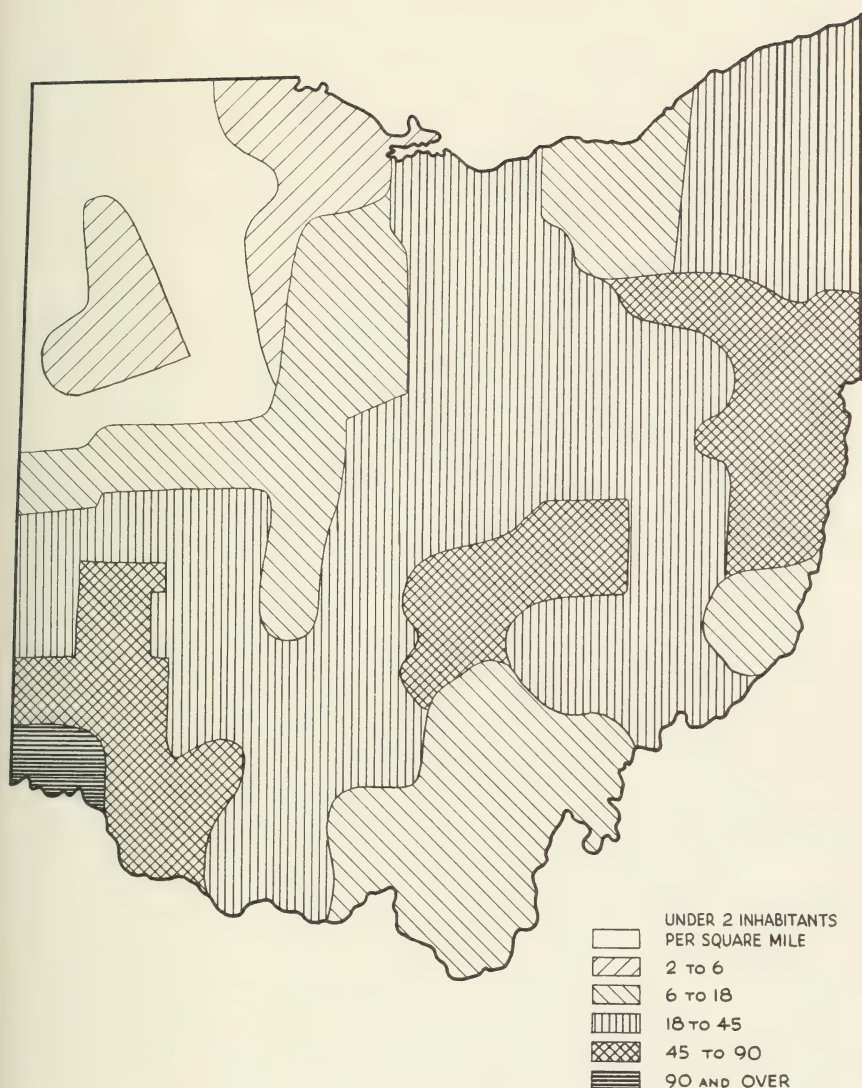 UNDER 2 INHABITANTS
PER SQUARE MILE
2 TO 6
6 TO 18
18 TO 45
45 TO 90
90 AND OVER